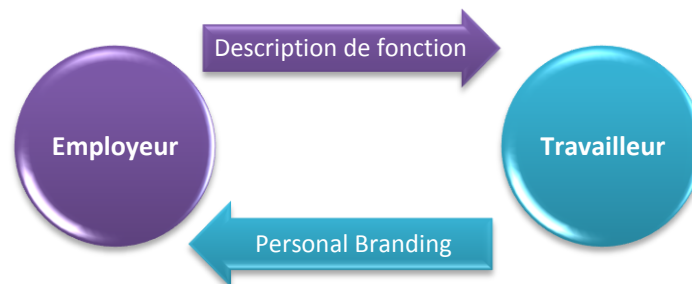 Description de fonction
Employeur
Travailleur
Personal Branding